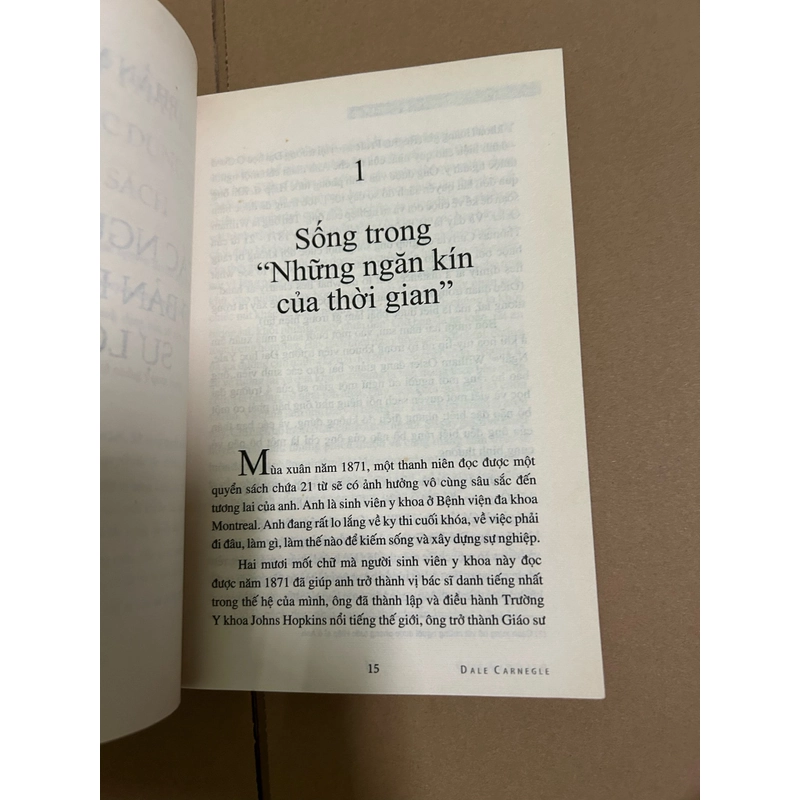 1
Sống trong
“Những ngăn kín
của thời gian”
Mùa xuân năm 1871, một thanh niên đọc được một
quyển sách chứa 21 từ sẽ có ảnh hưởng vô cùng sâu sắc đến
tương lai của anh. Anh là sinh viên y khoa ở Bệnh viện đa khoa
Montreal. Anh đang rất lo lắng về kỳ thi cuối khóa, về việc phải
đi đâu, làm gì, làm thế nào để kiếm sống và xây dựng sự nghiệp.
Hai mươi mốt chữ mà người sinh viên y khoa này đọc
được năm 1871 đã giúp anh trở thành vị bác sĩ danh tiếng nhất
trong thế hệ của mình, ông đã thành lập và điều hành Trường
Y khoa Johns Hopkins nổi tiếng thế giới, ông trở thành Giáo sư
15 DALE CARNEGLE